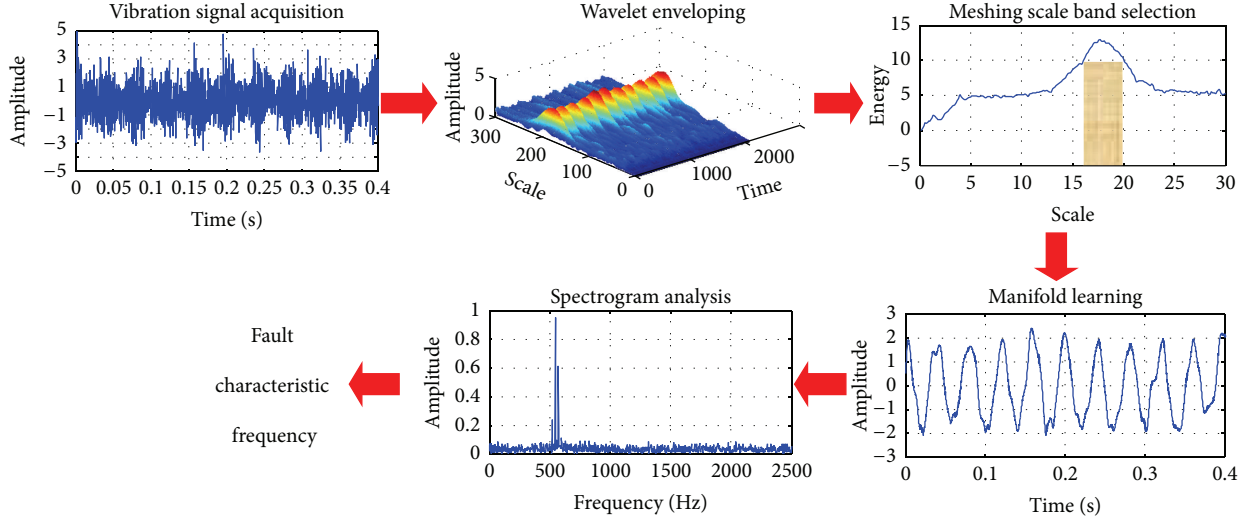 Vibration signal acquisition
Amplitude
5
3
1
−1
−3
−5
0 0.05 0.1 0.15 0.2 0.25 0.3 0.35 0.4
Time (s)
Wavelet enveloping
Amplitude
5
0
300
200
100
0
Scale
0
1000
2000
Time
Meshing scale band selection
Energy
15
10
5
0
−5
0 5 10 15 20 25 30
Scale
Manifold learning
Amplitude
3
2
1
0
−1
−2
−3
0 0.1 0.2 0.3 0.4
Time (s)
Spectrogram analysis
Amplitude
1
0.8
0.6
0.4
0.2
0
0 500 1000 1500 2000 2500
Frequency (Hz)
Fault
characteristic
frequency